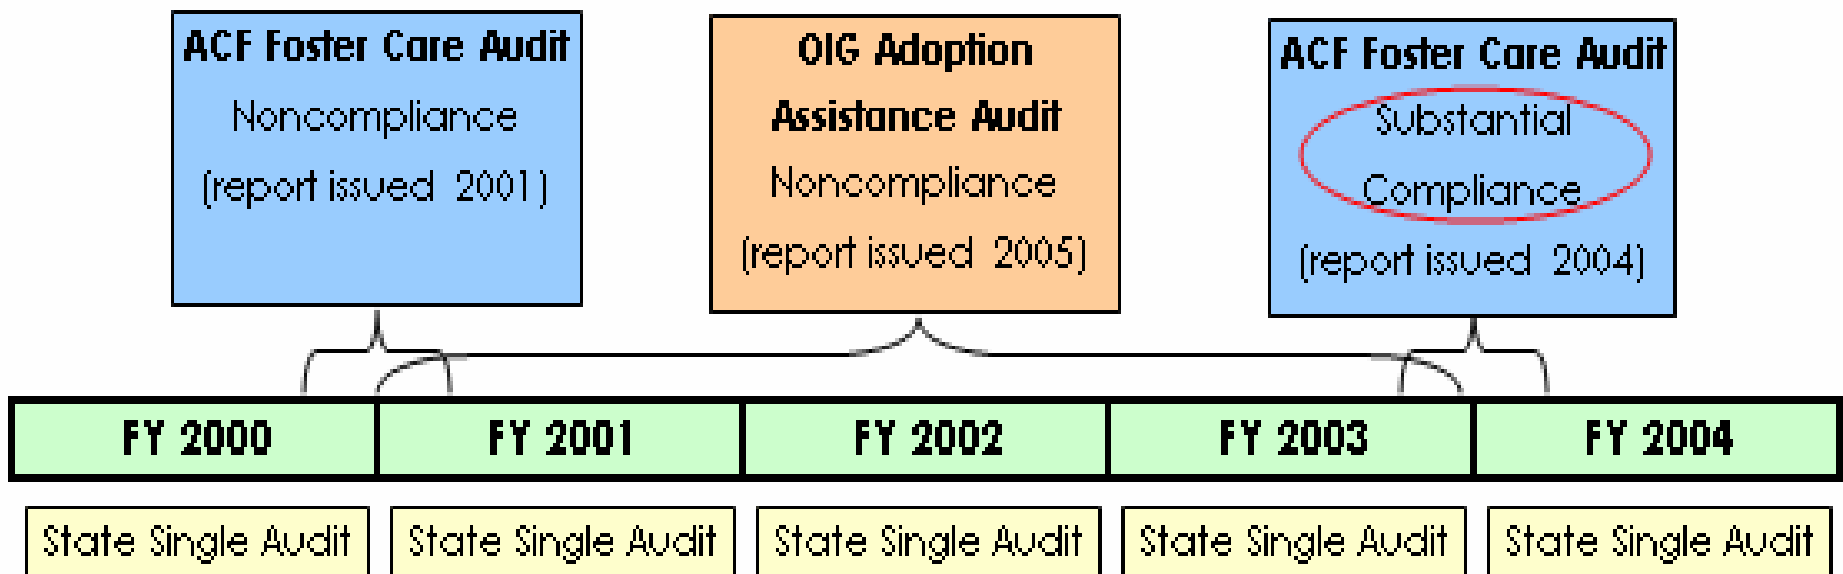 ACF Foster Care Audit
Noncompliance
(report issued 2001)
OIG Adoption
Assistance Audit
Noncompliance
(report issued 2005)
ACF Foster Care Audit
Substantial
Compliance
(report issued 2004)
FY 2000
FY 2001
FY 2002
FY 2003
FY 2004
State Single Audit
State Single Audit
State Single Audit
State Single Audit
State Single Audit